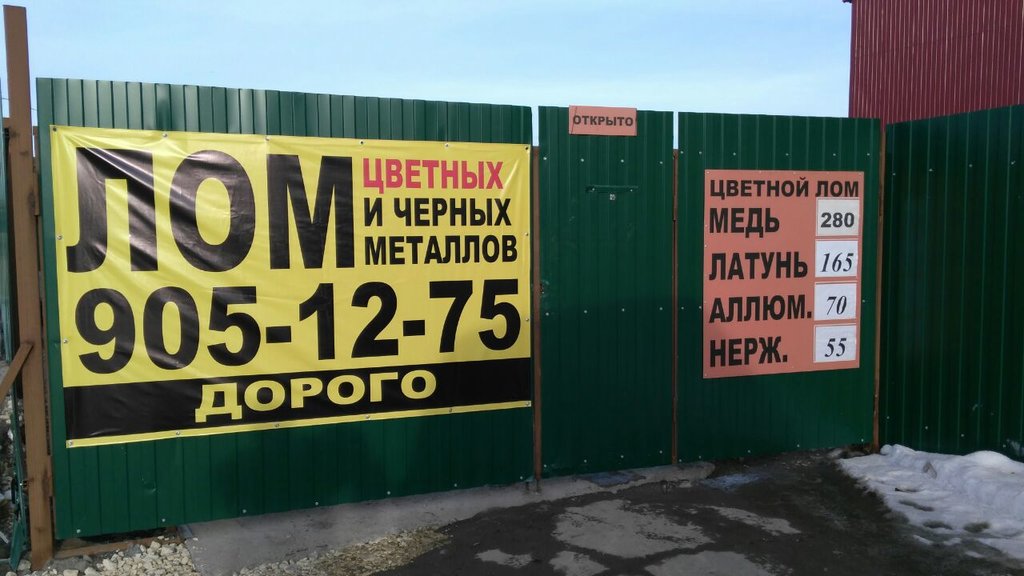 ЛОМ
ЦВЕТНЫХ
И ЧЕРНЫХ
МЕТАЛЛОВ
905-12-75
ДОРОГО
ОТКРЫТО
ЦВЕТНОЙ ЛОМ
МЕДЬ 280
ЛАТУНЬ 165
АЛЛЮМ. 70
НЕРЖ. 55